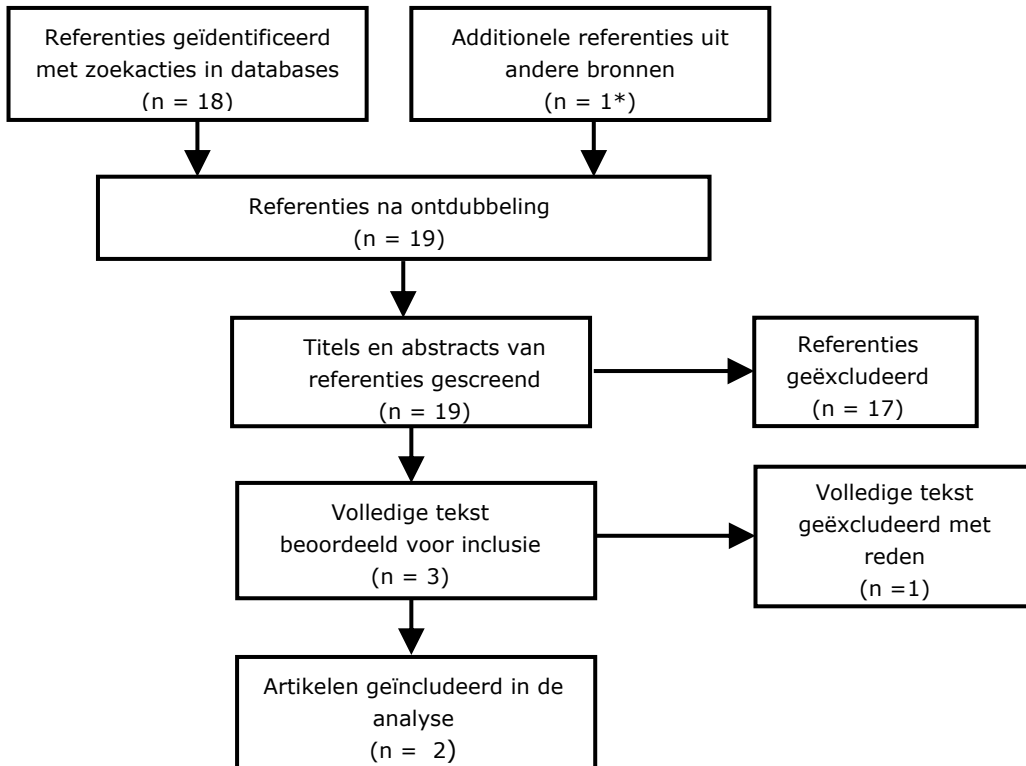 Referenties geïdentificeerd
met zoekacties in databases
(n = 18)
Additionele referenties uit
andere bronnen
(n = 1*)
Referenties na ontdubbeling
(n = 19)
Titels en abstracts van
referenties gescreend
(n = 19)
Referenties
geëxcludeerd
(n = 17)
Volledige tekst
beoordeeld voor inclusie
(n = 3)
Volledige tekst
geëxcludeerd met
reden
(n =1)
Artikelen geïncludeerd in de
analyse
(n = 2)